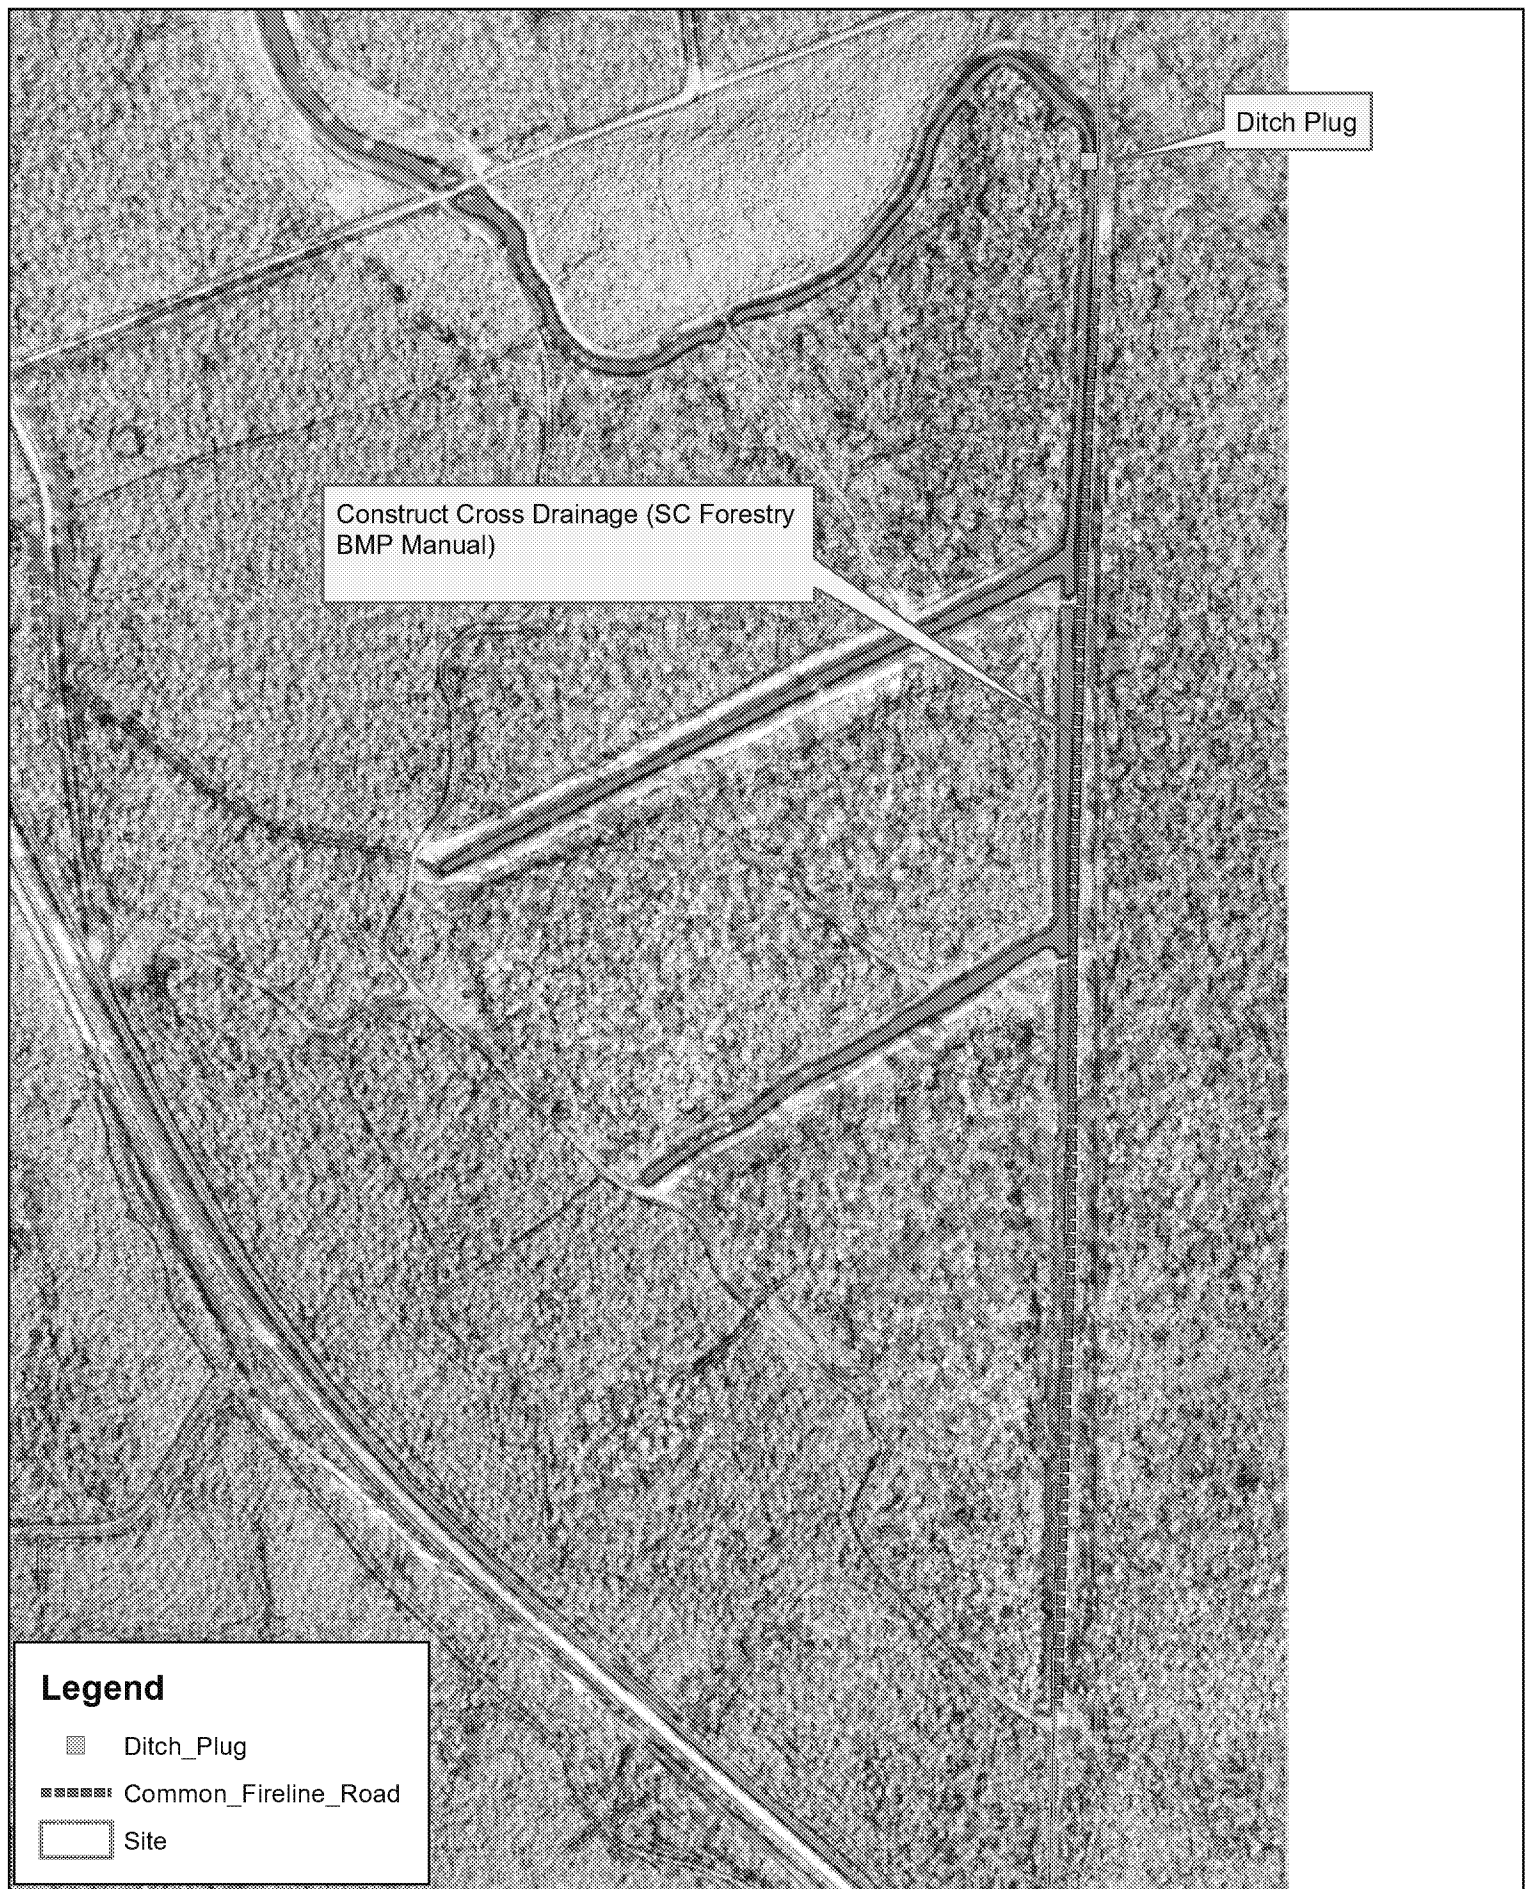 Ditch Plug
Construct Cross Drainage (SC Forestry
BMP Manual)
Legend
Ditch_Plug
Common_Fireline_Road
Site